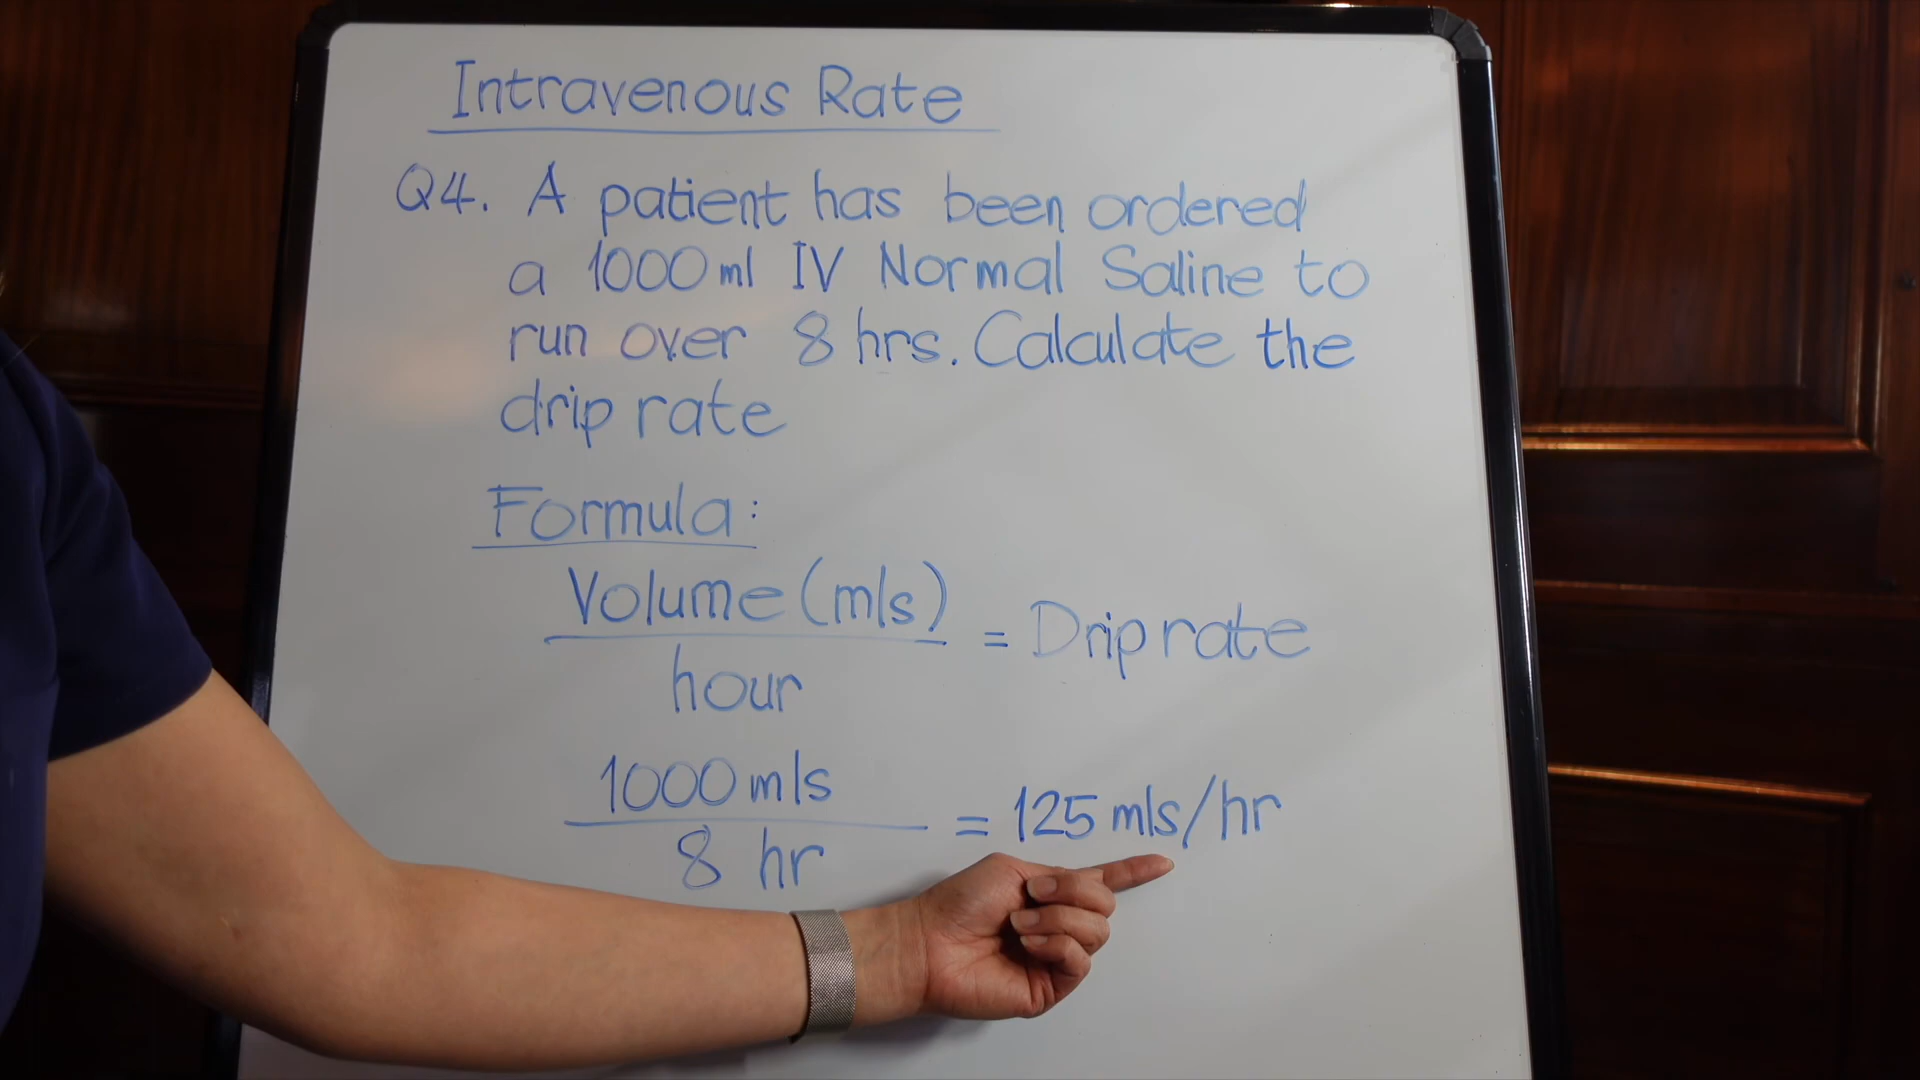 Intravenous Rate
Q4. A patient has been ordered
a 1000 ml IV Normal Saline to
run over 8 hrs. Calculate the
drip rate
Formula:
Volume (mls)
hour
= Drip rate
1000 mls
8 hr
= 125 mls/hr